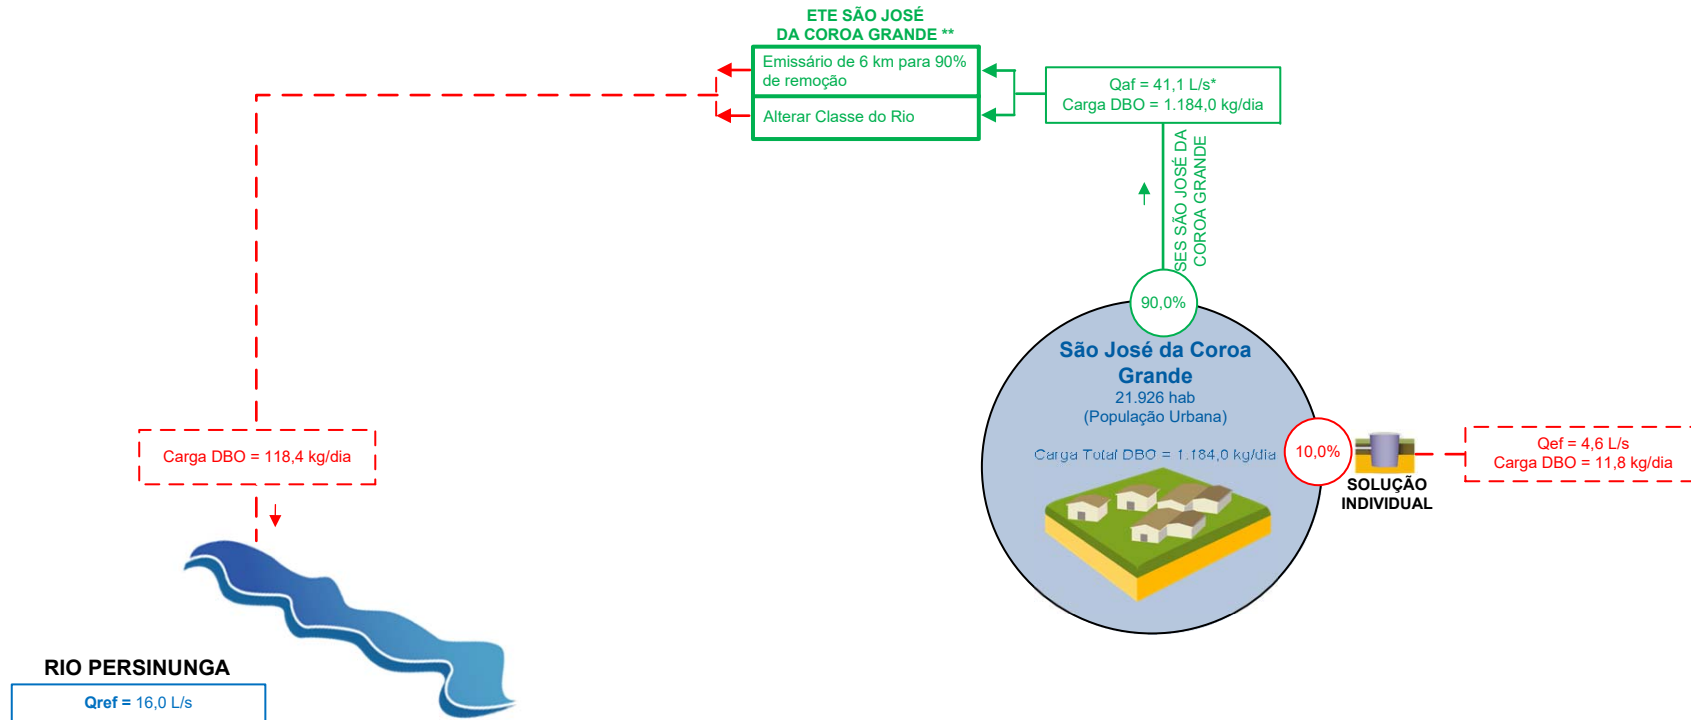 ETE SÃO JOSÉ
DA COROA GRANDE **
Emissário de 6 km para 90%
de remoção
Alterar Classe do Rio
Qaf = 41,1 L/s*
Carga DBO = 1.184,0 kg/dia
SES SÃO JOSÉ DA
COROA GRANDE
90,0%
São José da Coroa
Grande
21.926 hab
(População Urbana)
Carga Total DBO = 1.184,0 kg/dia
10,0%
SOLUÇÃO
INDIVIDUAL
Qef = 4,6 L/s
Carga DBO = 11,8 kg/dia
Carga DBO = 118,4 kg/dia
RIO PERSINUNGA
Qref = 16,0 L/s